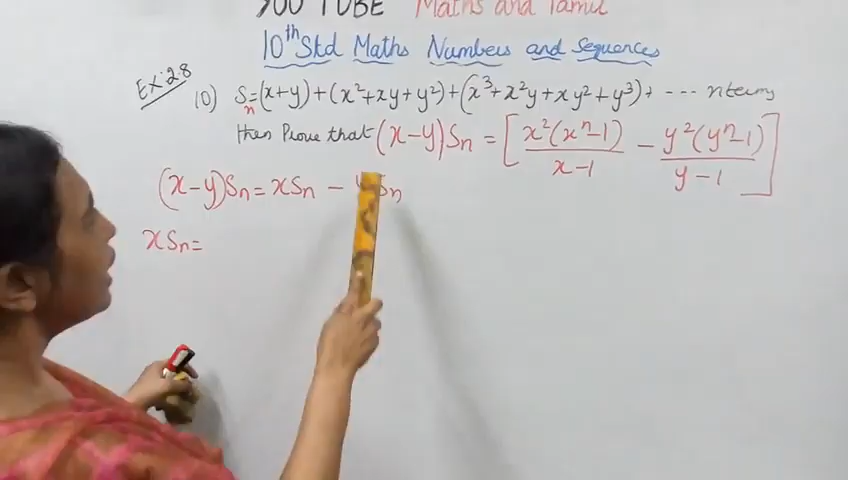 YOU TUBE Maths and Tamil
10th Std Maths Numbers and Sequences
Ex: 2.8
10) Sn=(x+y)+(x²+xy+y²)+(x³+x²y+xy²+y³)+ --- n terms
then Prove that (x-y)Sn = [x²(xⁿ-1)/x-1 - y²(yⁿ-1)/y-1]
(x-y)Sn = xSn - ySn
xSn=